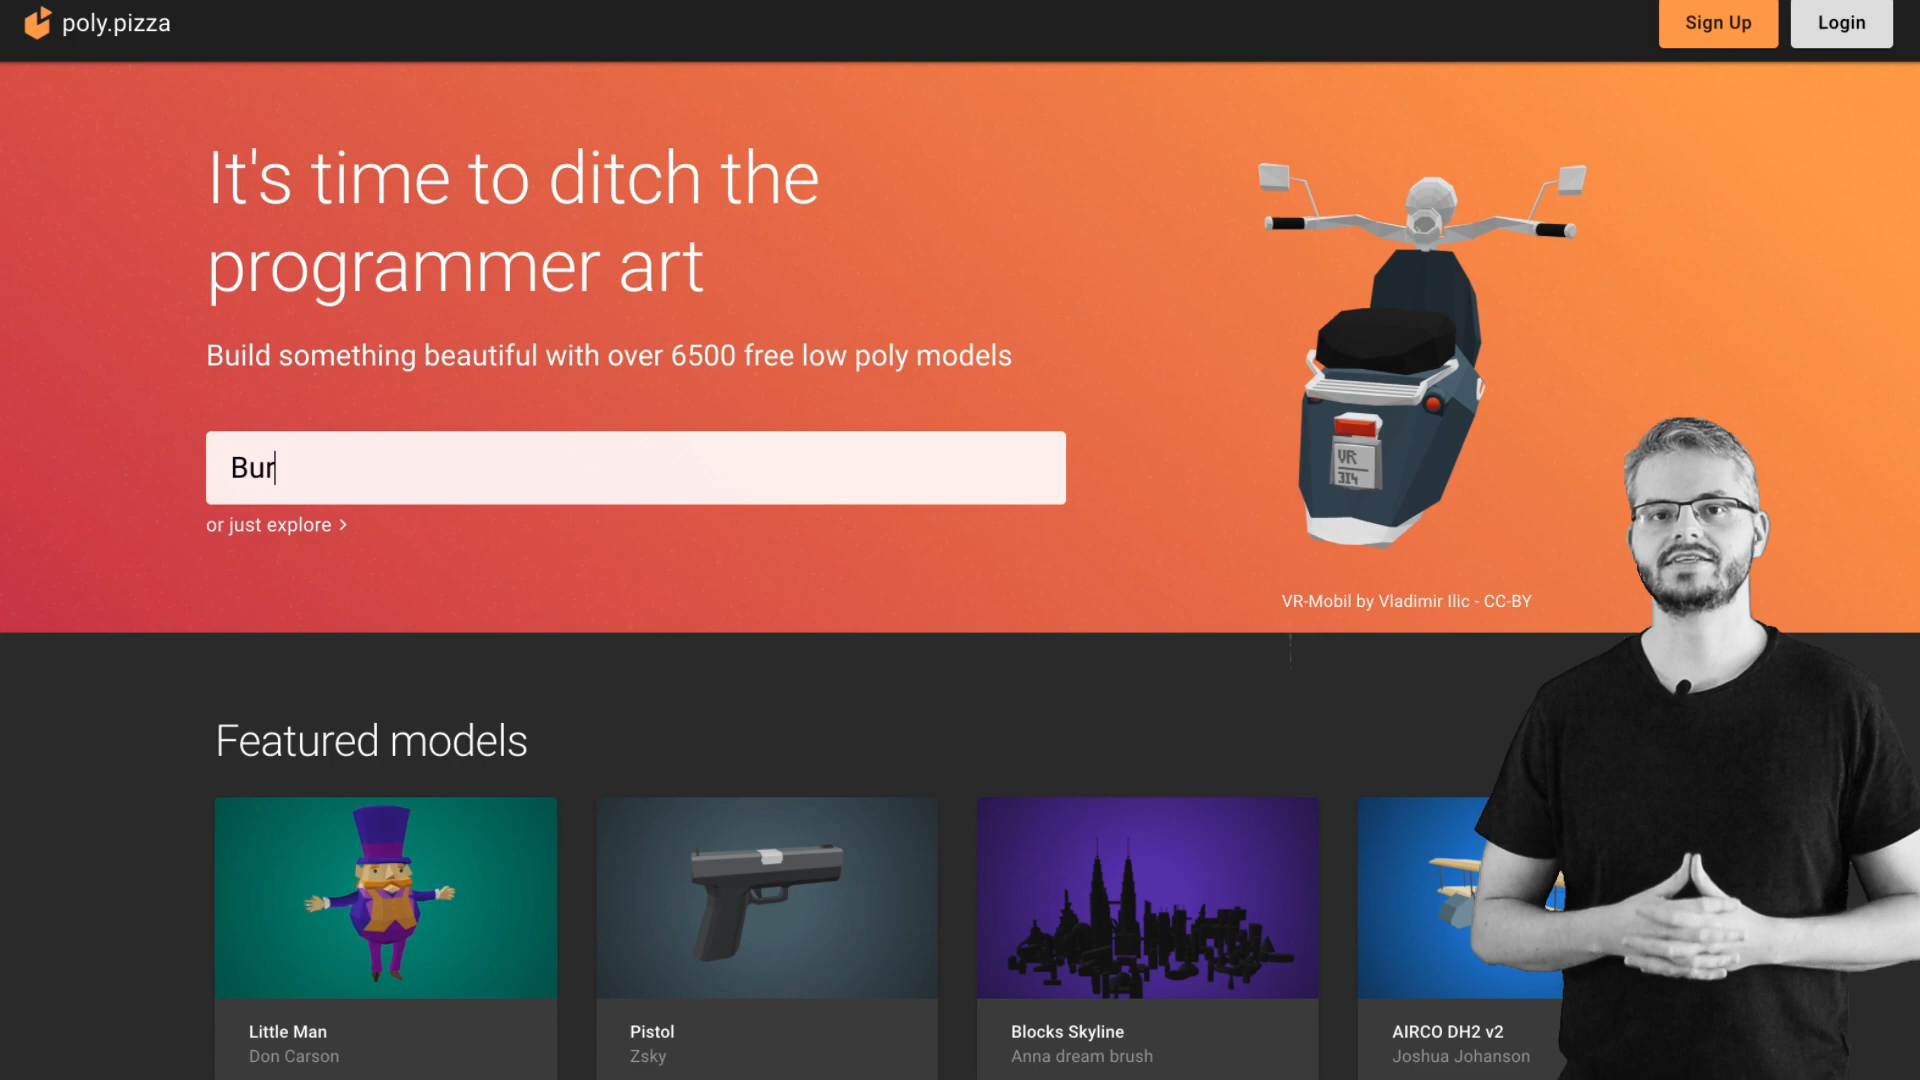 poly.pizza
Sign Up
Login
It's time to ditch the
programmer art
Build something beautiful with over 6500 free low poly models
Bur
or just explore >
VR
314
VR-Mobil by Vladimir Ilic - CC-BY
Featured models
Little Man
Don Carson
Pistol
Zsky
Blocks Skyline
Anna dream brush
AIRCO DH2 v2
Joshua Johanson